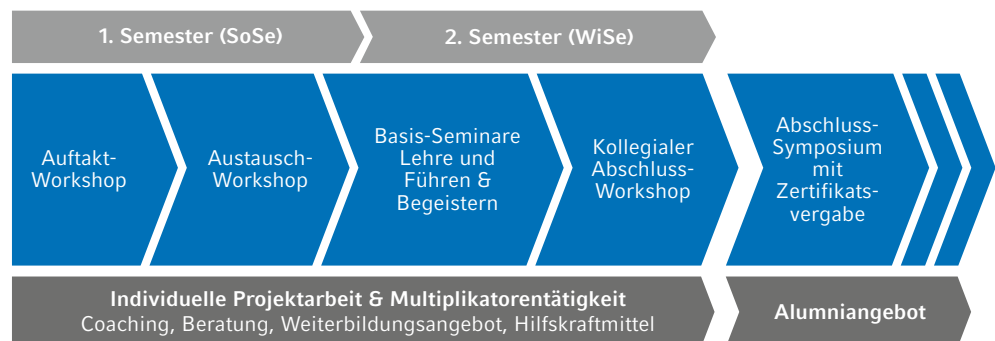 1. Semester (SoSe)
2. Semester (WiSe)
Auftakt-
Workshop
Austausch-
Workshop
Basis-Seminare
Lehre und
Führen &
Begeistern
Kollegialer
Abschluss-
Workshop
Abschluss-
Symposium
mit
Zertifikats-
vergabe
Individuelle Projektarbeit & Multiplikatorentätigkeit
Coaching, Beratung, Weiterbildungsangebot, Hilfskraftmittel
Alumniangebot